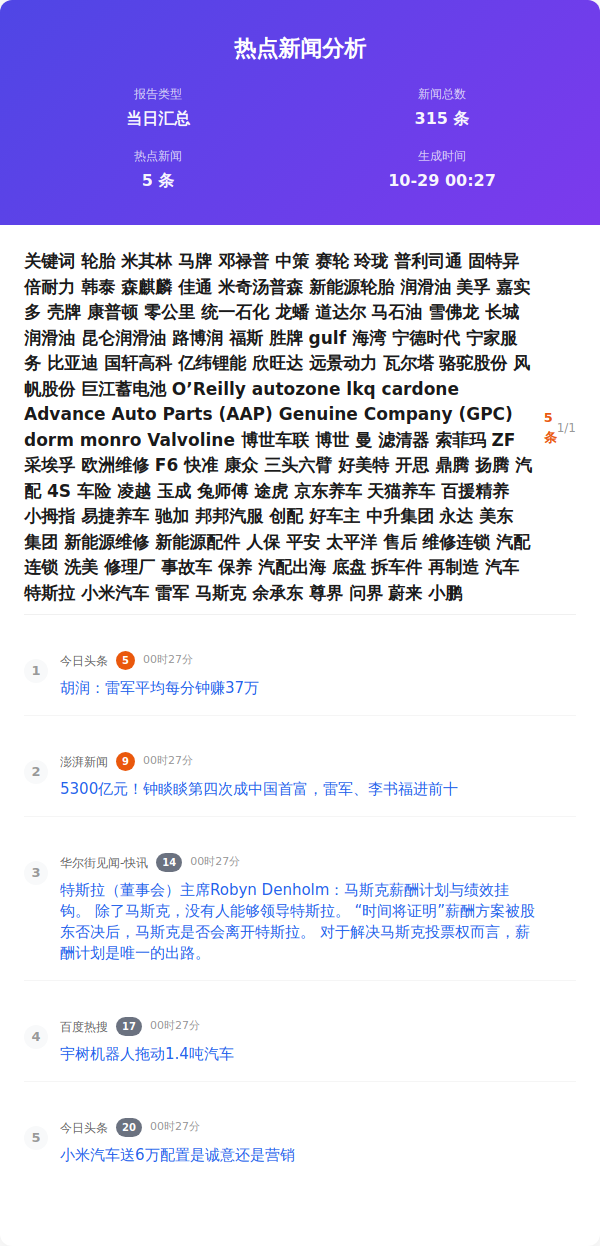 热点新闻分析
报告类型
当日汇总
新闻总数
315 条
热点新闻
5 条
生成时间
10-29 00:27
关键词 轮胎 米其林 马牌 邓禄普 中策 赛轮 玲珑 普利司通 固特异
倍耐力 韩泰 森麒麟 佳通 米奇汤普森 新能源轮胎 润滑油 美孚 嘉实
多 壳牌 康普顿 零公里 统一石化 龙蟠 道达尔 马石油 雪佛龙 长城
润滑油 昆仑润滑油 路博润 福斯 胜牌 gulf 海湾 宁德时代 宁家服
务 比亚迪 国轩高科 亿纬锂能 欣旺达 远景动力 瓦尔塔 骆驼股份 风
帆股份 巨江蓄电池 O’Reilly autozone lkq cardone
Advance Auto Parts (AAP) Genuine Company (GPC)
dorm monro Valvoline 博世车联 博世 曼 滤清器 索菲玛 ZF
采埃孚 欧洲维修 F6 快准 康众 三头六臂 好美特 开思 鼎腾 扬腾 汽
配 4S 车险 凌越 玉成 兔师傅 途虎 京东养车 天猫养车 百援精养
小拇指 易捷养车 驰加 邦邦汽服 创配 好车主 中升集团 永达 美东
集团 新能源维修 新能源配件 人保 平安 太平洋 售后 维修连锁 汽配
连锁 洗美 修理厂 事故车 保养 汽配出海 底盘 拆车件 再制造 汽车
特斯拉 小米汽车 雷军 马斯克 余承东 尊界 问界 蔚来 小鹏
5
条
1/1
1
今日头条 5 00时27分
胡润：雷军平均每分钟赚37万
2
澎湃新闻 9 00时27分
5300亿元！钟睒睒第四次成中国首富，雷军、李书福进前十
3
华尔街见闻-快讯 14 00时27分
特斯拉（董事会）主席Robyn Denholm：马斯克薪酬计划与绩效挂
钩。 除了马斯克，没有人能够领导特斯拉。 “时间将证明”薪酬方案被股
东否决后，马斯克是否会离开特斯拉。 对于解决马斯克投票权而言，薪
酬计划是唯一的出路。
4
百度热搜 17 00时27分
宇树机器人拖动1.4吨汽车
5
今日头条 20 00时27分
小米汽车送6万配置是诚意还是营销